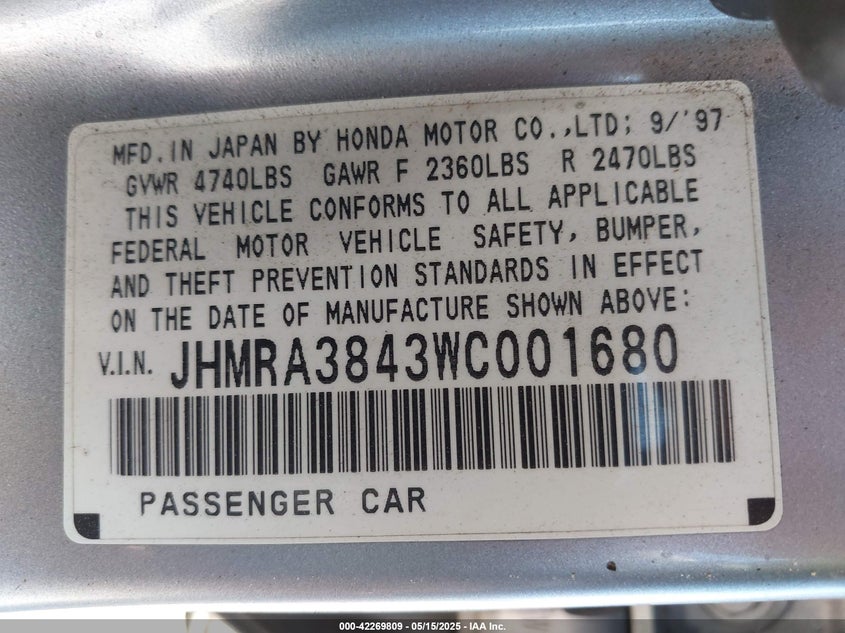 MFD. IN JAPAN BY HONDA MOTOR CO.,LTD; 9/'97
GVWR 4740LBS GAWR F 2360LBS R 2470LBS
THIS VEHICLE CONFORMS TO ALL APPLICABLE
FEDERAL MOTOR VEHICLE SAFETY, BUMPER,
AND THEFT PREVENTION STANDARDS IN EFFECT
ON THE DATE OF MANUFACTURE SHOWN ABOVE:
V.I.N. JHMRA3843WC001680
PASSENGER CAR
000-42269809 - 05/15/2025 - IAA Inc.